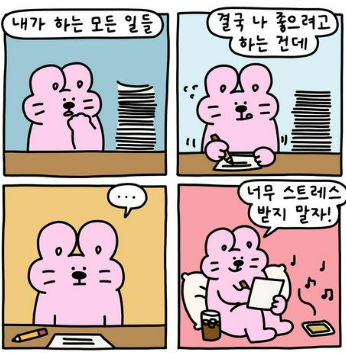 내가 하는 모든 일들
결국 나 좋으려고
하는 건데
...
너무 스트레스
받지 말자!